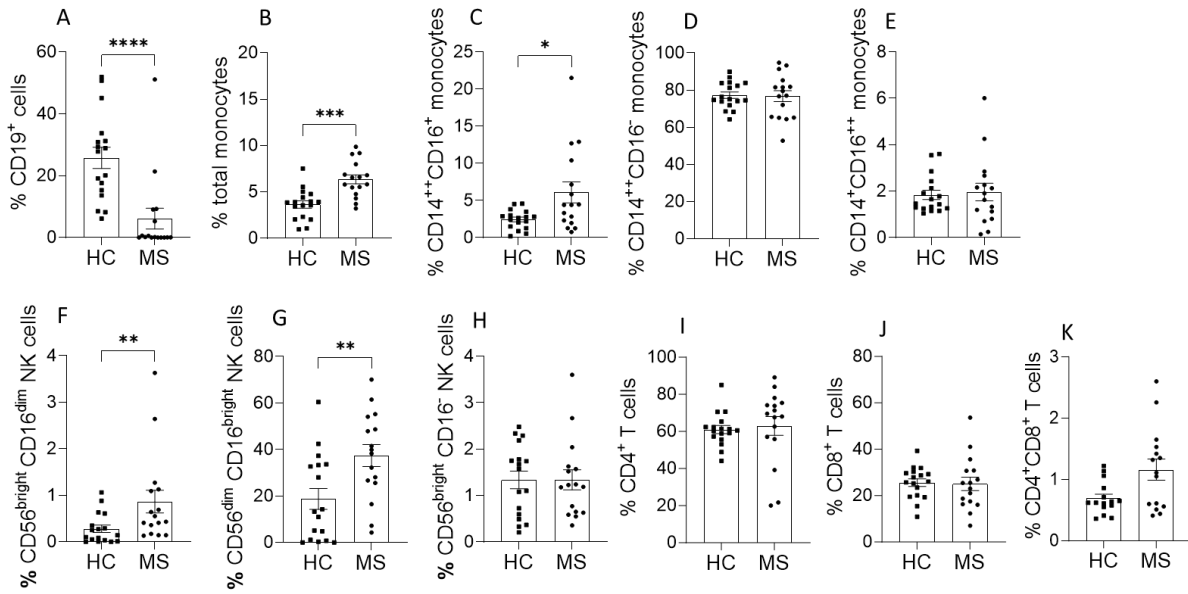 A
% CD19⁺ cells
60
40
20
0
****
HC MS
B
% total monocytes
20
15
10
5
0
***
HC MS
C
% CD14⁺⁺CD16⁺ monocytes
25
20
15
10
5
0
*
HC MS
D
% CD14⁺⁺CD16⁻ monocytes
100
80
60
40
20
0
HC MS
E
% CD14⁺CD16⁺⁺ monocytes
8
6
4
2
0
HC MS
F
% CD56ᵇʳⁱᵍʰᵗ CD16ᵈⁱᵐ NK cells
4
3
2
1
0
**
HC MS
G
% CD56ᵈⁱᵐ CD16ᵇʳⁱᵍʰᵗ NK cells
80
60
40
20
0
**
HC MS
H
% CD56ᵇʳⁱᵍʰᵗ CD16⁻ NK cells
4
3
2
1
0
HC MS
I
% CD4⁺ T cells
100
80
60
40
20
0
HC MS
J
% CD8⁺ T cells
80
60
40
20
0
HC MS
K
% CD4⁺CD8⁺ T cells
3
2
1
0
HC MS